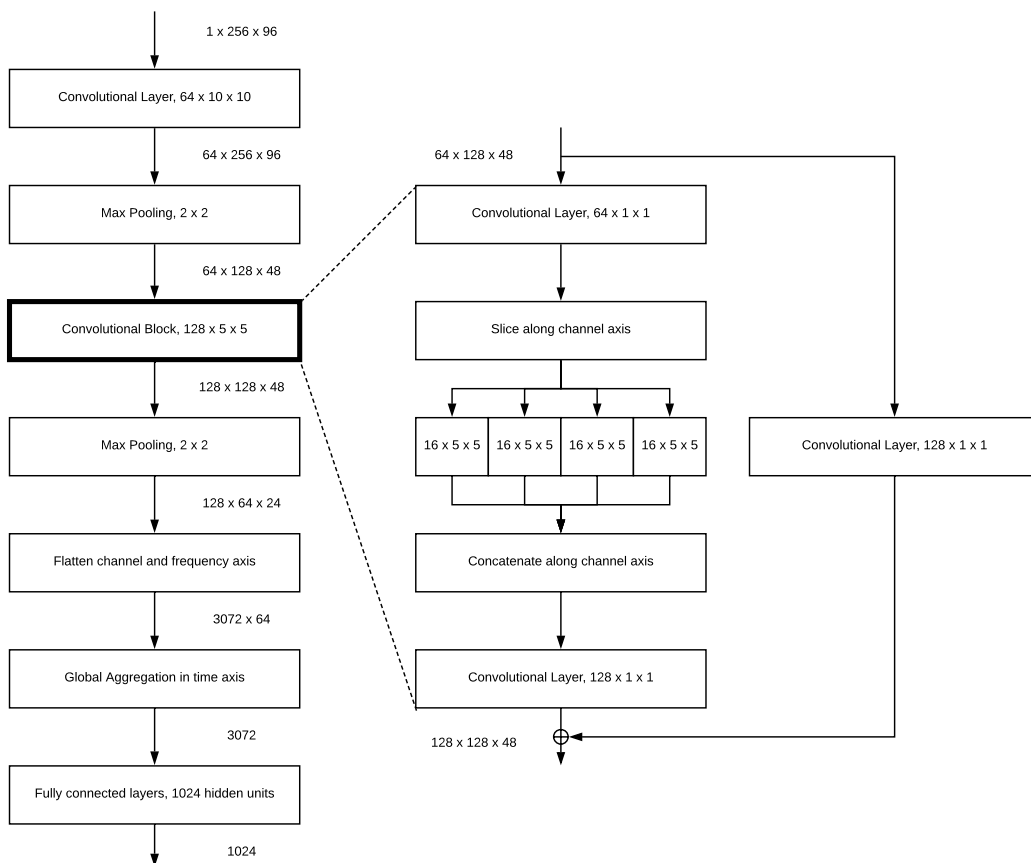 1 x 256 x 96
Convolutional Layer, 64 x 10 x 10
64 x 256 x 96
Max Pooling, 2 x 2
64 x 128 x 48
Convolutional Block, 128 x 5 x 5
128 x 128 x 48
Max Pooling, 2 x 2
128 x 64 x 24
Flatten channel and frequency axis
3072 x 64
Global Aggregation in time axis
3072
Fully connected layers, 1024 hidden units
1024
64 x 128 x 48
Convolutional Layer, 64 x 1 x 1
Slice along channel axis
16 x 5 x 5 16 x 5 x 5 16 x 5 x 5 16 x 5 x 5
Concatenate along channel axis
Convolutional Layer, 128 x 1 x 1
128 x 128 x 48
Convolutional Layer, 128 x 1 x 1